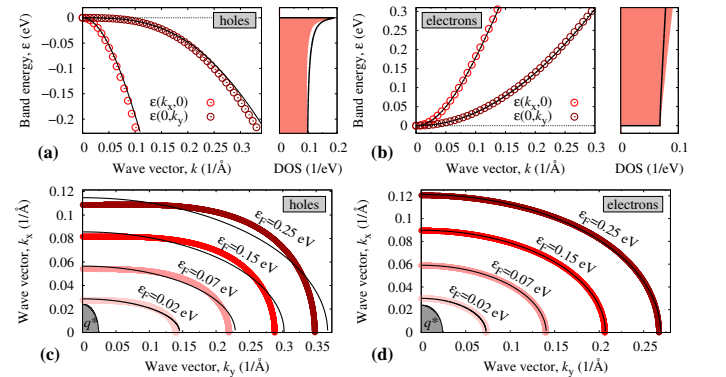 0
−0.05
−0.1
−0.15
−0.2
Band energy, ε (eV)
holes
ε(kx,0)
ε(0,ky)
0 0.05 0.1 0.15 0.2 0.25 0.3
Wave vector, k (1/Å)
(a)
0 0.1 0.2
DOS (1/eV)
0.3
0.25
0.2
0.15
0.1
0.05
0
Band energy, ε (eV)
electrons
ε(kx,0)
ε(0,ky)
0 0.05 0.1 0.15 0.2 0.25 0.3
Wave vector, k (1/Å)
(b)
0 0.1
DOS (1/eV)
0.12
0.1
0.08
0.06
0.04
0.02
0
Wave vector, kx (1/Å)
holes
εF=0.25 eV
εF=0.15 eV
εF=0.07 eV
εF=0.02 eV
q*
(c)
0 0.05 0.1 0.15 0.2 0.25 0.3 0.35
Wave vector, ky (1/Å)
0.12
0.1
0.08
0.06
0.04
0.02
0
Wave vector, kx (1/Å)
electrons
εF=0.25 eV
εF=0.15 eV
εF=0.07 eV
εF=0.02 eV
q*
(d)
0 0.05 0.1 0.15 0.2 0.25
Wave vector, ky (1/Å)